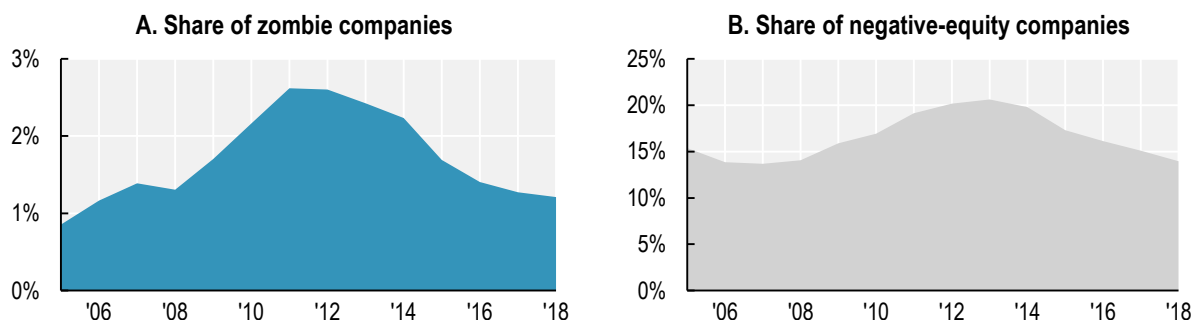 A. Share of zombie companies
3%
2%
1%
0%
'06 '08 '10 '12 '14 '16 '18
B. Share of negative-equity companies
25%
20%
15%
10%
5%
0%
'06 '08 '10 '12 '14 '16 '18